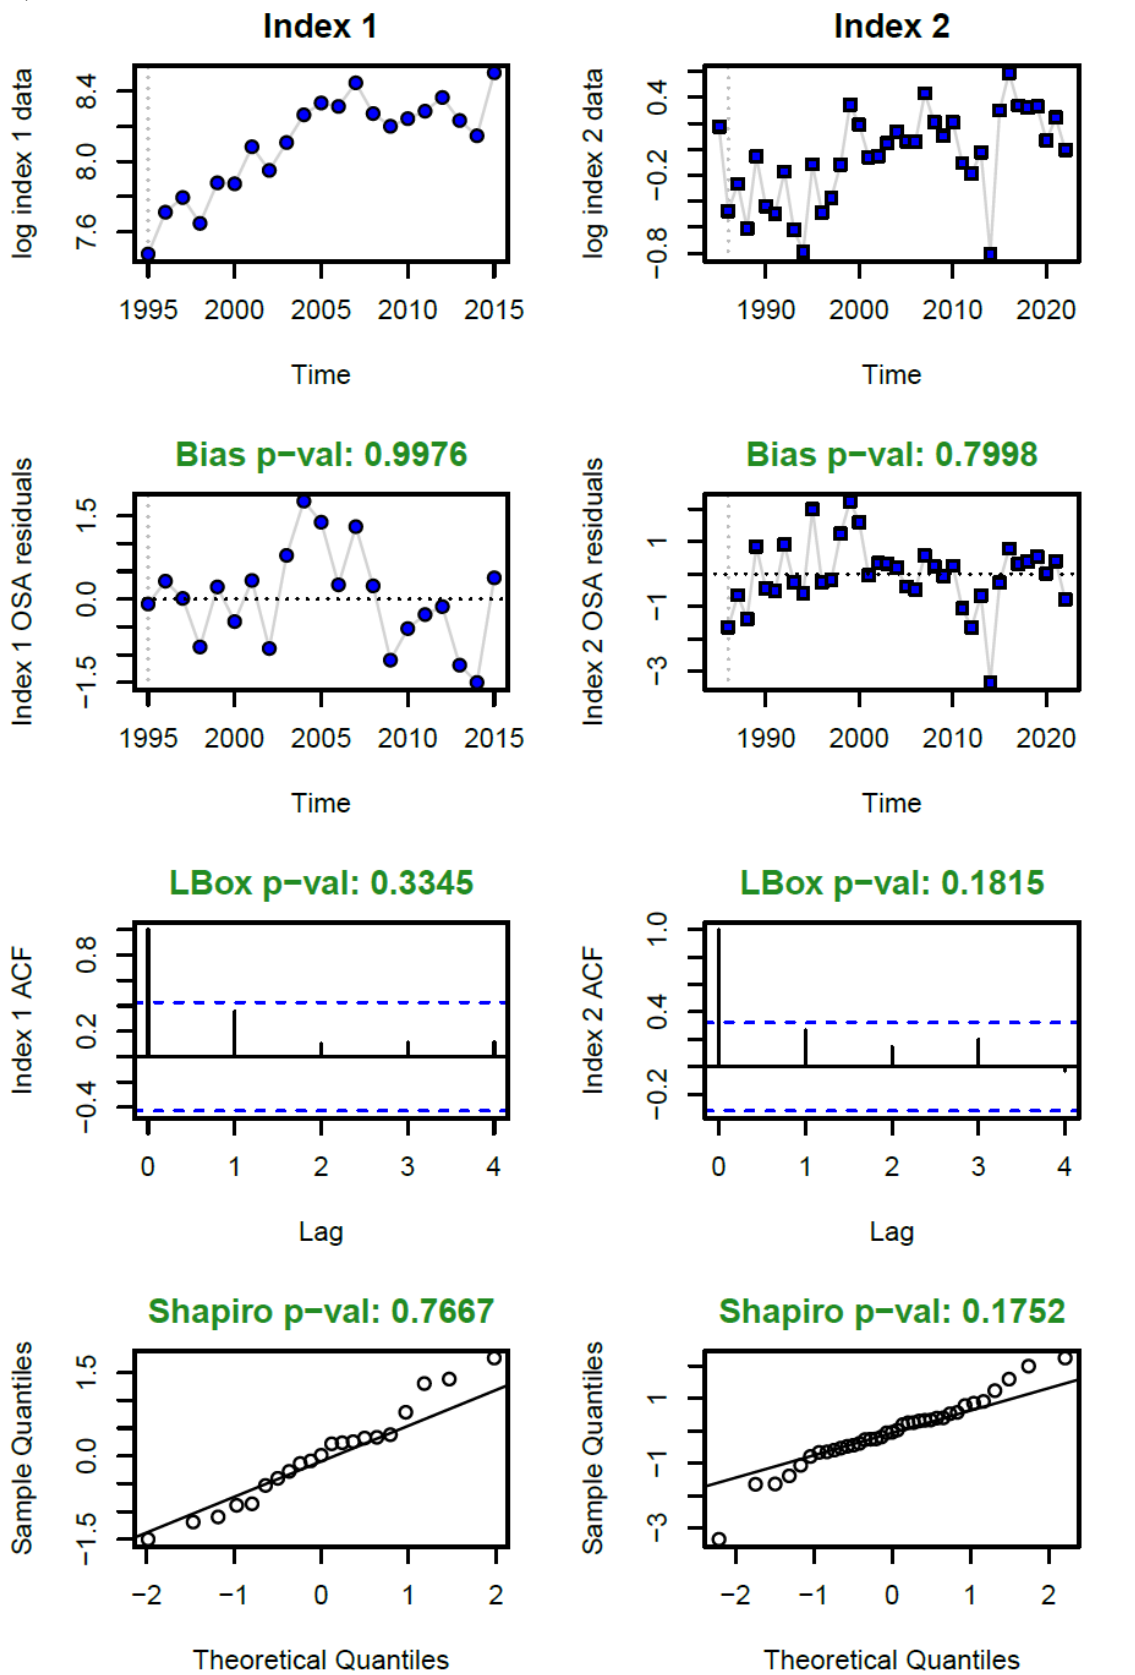 Index 1
log index 1 data
8.4
8.0
7.6
1995 2000 2005 2010 2015
Time
Index 2
log index 2 data
0.4
−0.2
−0.8
1990 2000 2010 2020
Time
Bias p−val: 0.9976
Index 1 OSA residuals
1.5
0.0
−1.5
1995 2000 2005 2010 2015
Time
Bias p−val: 0.7998
Index 2 OSA residuals
1
−1
−3
1990 2000 2010 2020
Time
LBox p−val: 0.3345
Index 1 ACF
0.8
0.2
−0.4
0 1 2 3 4
Lag
LBox p−val: 0.1815
Index 2 ACF
1.0
0.4
−0.2
0 1 2 3 4
Lag
Shapiro p−val: 0.7667
Sample Quantiles
1.5
0.0
−1.5
−2 −1 0 1 2
Theoretical Quantiles
Shapiro p−val: 0.1752
Sample Quantiles
1
−1
−3
−2 −1 0 1 2
Theoretical Quantiles